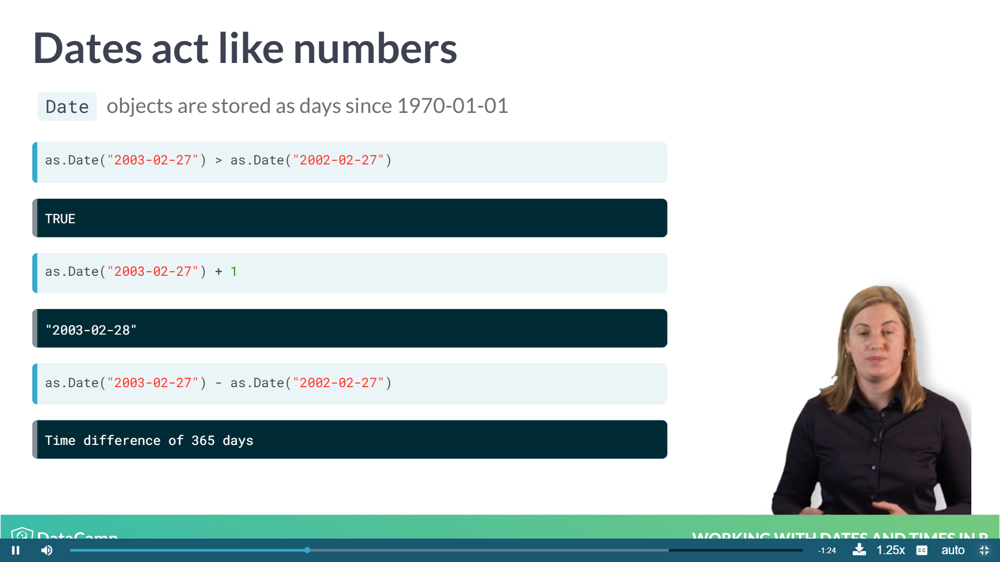 Dates act like numbers
Date objects are stored as days since 1970-01-01
as.Date("2003-02-27") > as.Date("2002-02-27")
TRUE
as.Date("2003-02-27") + 1
"2003-02-28"
as.Date("2003-02-27") - as.Date("2002-02-27")
Time difference of 365 days
DataCamp
WORKING WITH DATES AND TIMES IN R
-1:24
1.25x
CC
auto